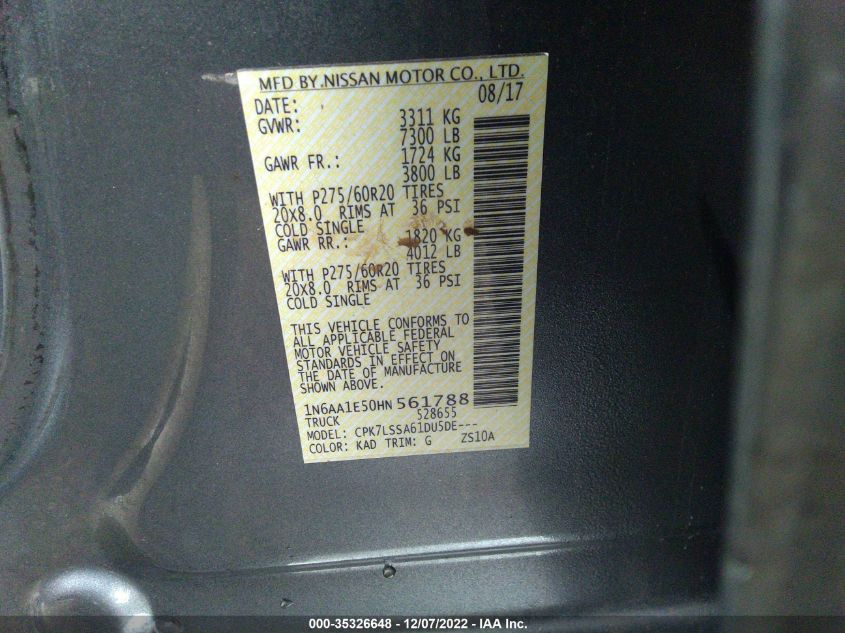 MFD BY.NISSAN MOTOR CO., LTD.
DATE: 08/17
GVWR: 3311 KG
7300 LB
GAWR FR.: 1724 KG
3800 LB
WITH P275/60R20 TIRES
20X8.0 RIMS AT 36 PSI
COLD SINGLE
GAWR RR.: 1820 KG
4012 LB
WITH P275/60R20 TIRES
20X8.0 RIMS AT 36 PSI
COLD SINGLE
THIS VEHICLE CONFORMS TO
ALL APPLICABLE FEDERAL
MOTOR VEHICLE SAFETY
STANDARDS IN EFFECT ON
THE DATE OF MANUFACTURE
SHOWN ABOVE.
1N6AA1E50HN561788
TRUCK 528655
MODEL: CPK7LSSA61DU5DE---
COLOR: KAD TRIM: G ZS10A
000-35326648 - 12/07/2022 - IAA Inc.